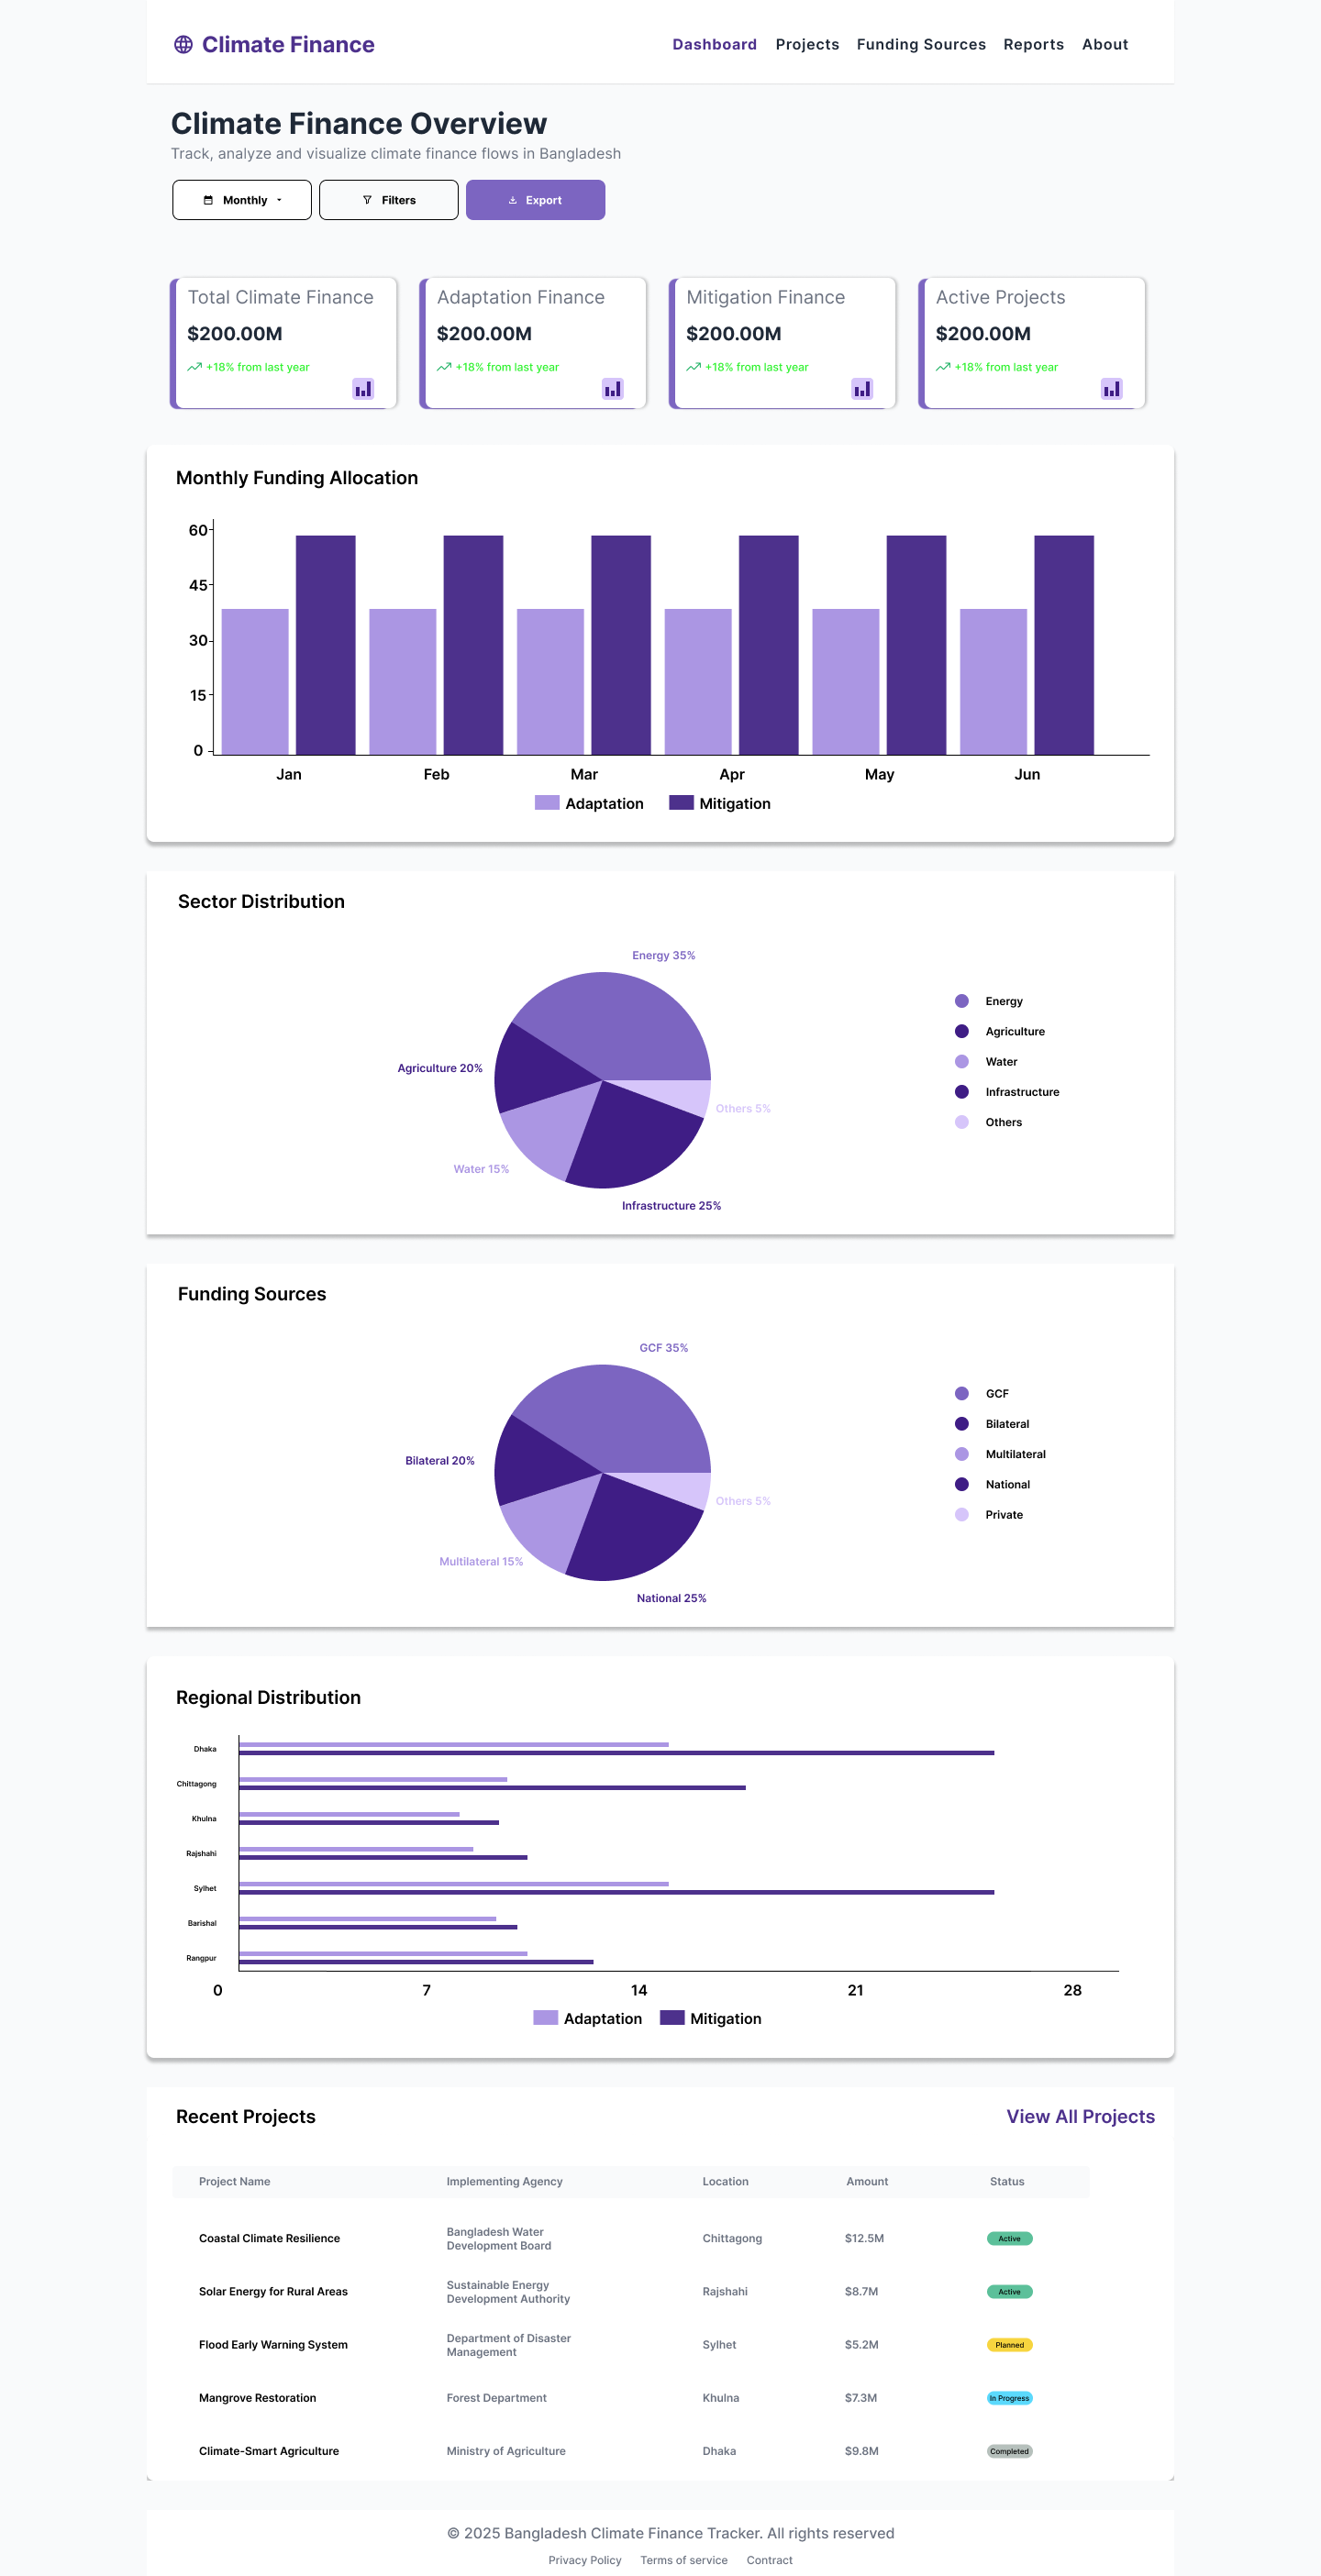 Climate Finance
Dashboard Projects Funding Sources Reports About
Climate Finance Overview
Track, analyze and visualize climate finance flows in Bangladesh
Monthly Filters Export
Total Climate Finance Adaptation Finance Mitigation Finance Active Projects
$200.00M $200.00M $200.00M $200.00M
+18% from last year +18% from last year +18% from last year +18% from last year
Monthly Funding Allocation
60
45
30
15
0
Jan Feb Mar Apr May Jun
Adaptation Mitigation
Sector Distribution
Energy 35%
Agriculture 20%
Others 5%
Water 15%
Infrastructure 25%
Energy
Agriculture
Water
Infrastructure
Others
Funding Sources
GCF 35%
Bilateral 20%
Others 5%
Multilateral 15%
National 25%
GCF
Bilateral
Multilateral
National
Private
Regional Distribution
Dhaka
Chittagong
Khulna
Rajshahi
Sylhet
Barishal
Rangpur
0 7 14 21 28
Adaptation Mitigation
Recent Projects View All Projects
Project Name Implementing Agency Location Amount Status
Coastal Climate Resilience Bangladesh Water Chittagong $12.5M Active
Development Board
Solar Energy for Rural Areas Sustainable Energy Rajshahi $8.7M Active
Development Authority
Flood Early Warning System Department of Disaster Sylhet $5.2M Planned
Management
Mangrove Restoration Forest Department Khulna $7.3M In Progress
Climate-Smart Agriculture Ministry of Agriculture Dhaka $9.8M Completed
© 2025 Bangladesh Climate Finance Tracker. All rights reserved
Privacy Policy Terms of service Contract